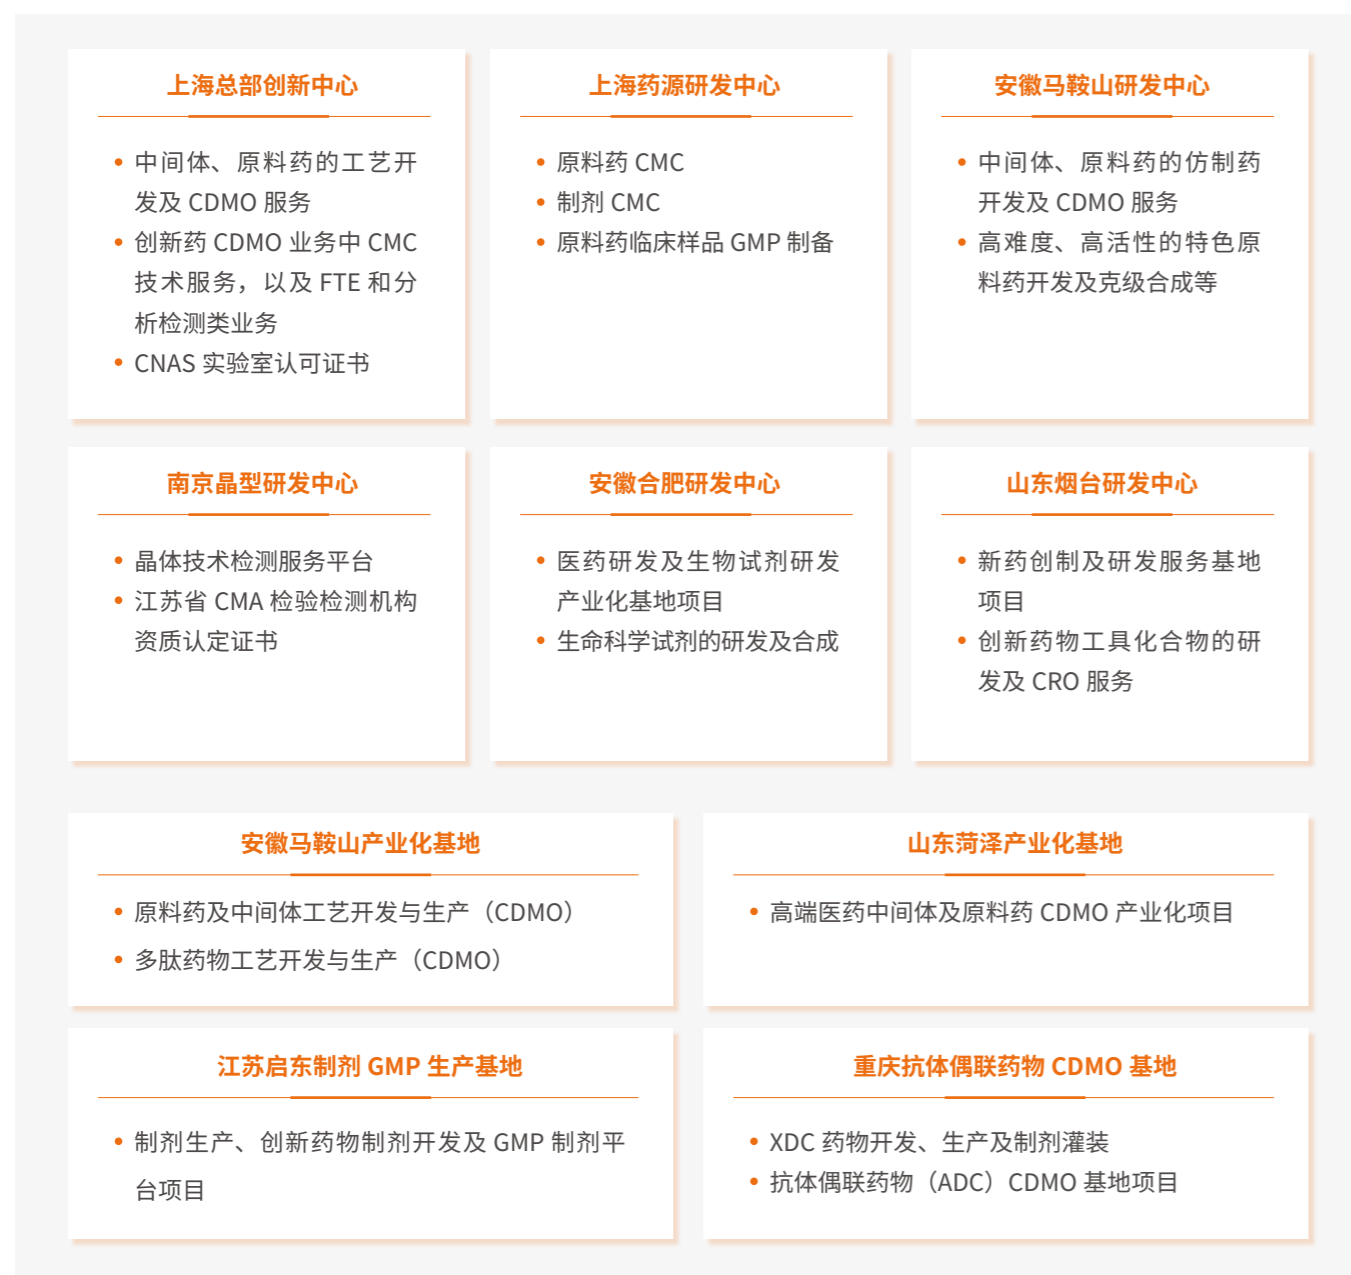 上海总部创新中心
中间体、原料药的工艺开
发及 CDMO 服务
创新药 CDMO 业务中 CMC
技术服务，以及 FTE 和分
析检测类业务
CNAS 实验室认可证书
上海药源研发中心
原料药 CMC
制剂 CMC
原料药临床样品 GMP 制备
安徽马鞍山研发中心
中间体、原料药的仿制药
开发及 CDMO 服务
高难度、高活性的特色原
料药开发及克级合成等
南京晶型研发中心
晶体技术检测服务平台
江苏省 CMA 检验检测机构
资质认定证书
安徽合肥研发中心
医药研发及生物试剂研发
产业化基地项目
生命科学试剂的研发及合成
山东烟台研发中心
新药创制及研发服务基地
项目
创新药物工具化合物的研
发及 CRO 服务
安徽马鞍山产业化基地
原料药及中间体工艺开发与生产（CDMO）
多肽药物工艺开发与生产（CDMO）
山东菏泽产业化基地
高端医药中间体及原料药 CDMO 产业化项目
江苏启东制剂 GMP 生产基地
制剂生产、创新药物制剂开发及 GMP 制剂平
台项目
重庆抗体偶联药物 CDMO 基地
XDC 药物开发、生产及制剂灌装
抗体偶联药物（ADC）CDMO 基地项目